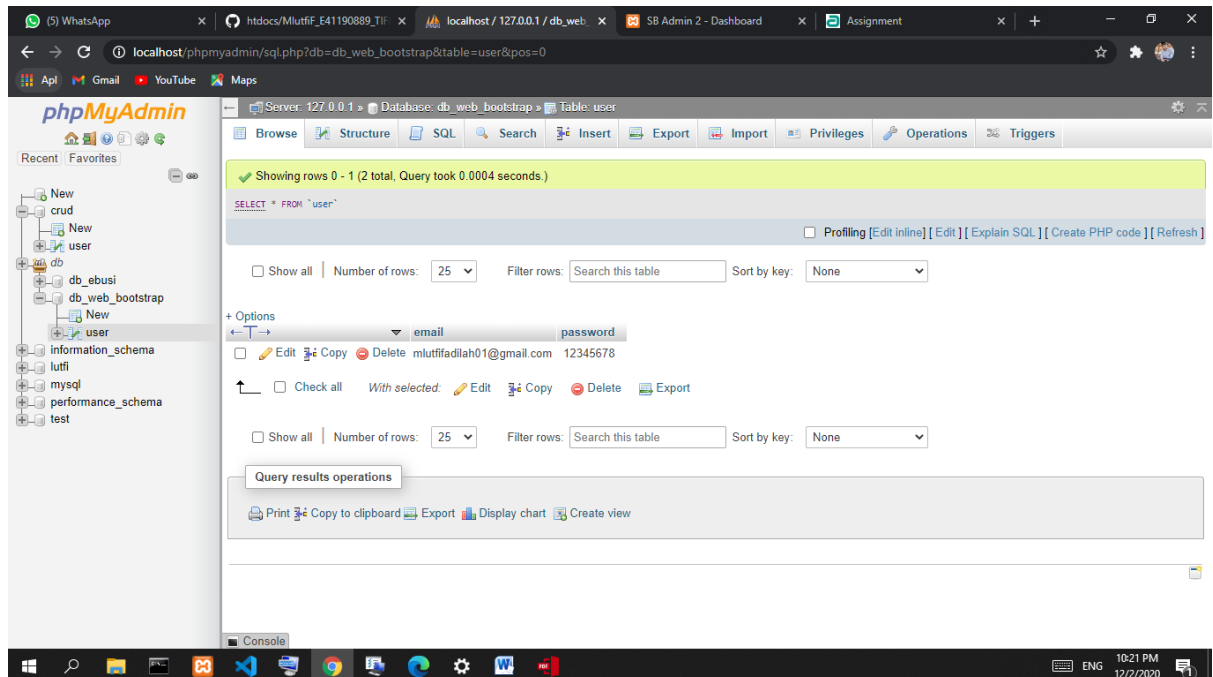 (5) WhatsApp
htdocs/MlutfiF_E41190889_TIF
localhost / 127.0.0.1 / db_web_
SB Admin 2 - Dashboard
Assignment
localhost/phpmyadmin/sql.php?db=db_web_bootstrap&table=user&pos=0
Apl Gmail YouTube Maps
phpMyAdmin
Recent Favorites
New
crud
New
user
db
db_ebusi
db_web_bootstrap
New
user
information_schema
lutfi
mysql
performance_schema
test
Server: 127.0.0.1 » Database: db_web_bootstrap » Table: user
Browse Structure SQL Search Insert Export Import Privileges Operations Triggers
Showing rows 0 - 1 (2 total, Query took 0.0004 seconds.)
SELECT * FROM `user`
Profiling [Edit inline] [ Edit ] [ Explain SQL ] [ Create PHP code ] [ Refresh ]
Show all Number of rows: 25 Filter rows: Search this table Sort by key: None
+ Options
←T→ email password
Edit Copy Delete mlutfifadilah01@gmail.com 12345678
Check all With selected: Edit Copy Delete Export
Show all Number of rows: 25 Filter rows: Search this table Sort by key: None
Query results operations
Print Copy to clipboard Export Display chart Create view
Console
ENG 10:21 PM
12/2/2020